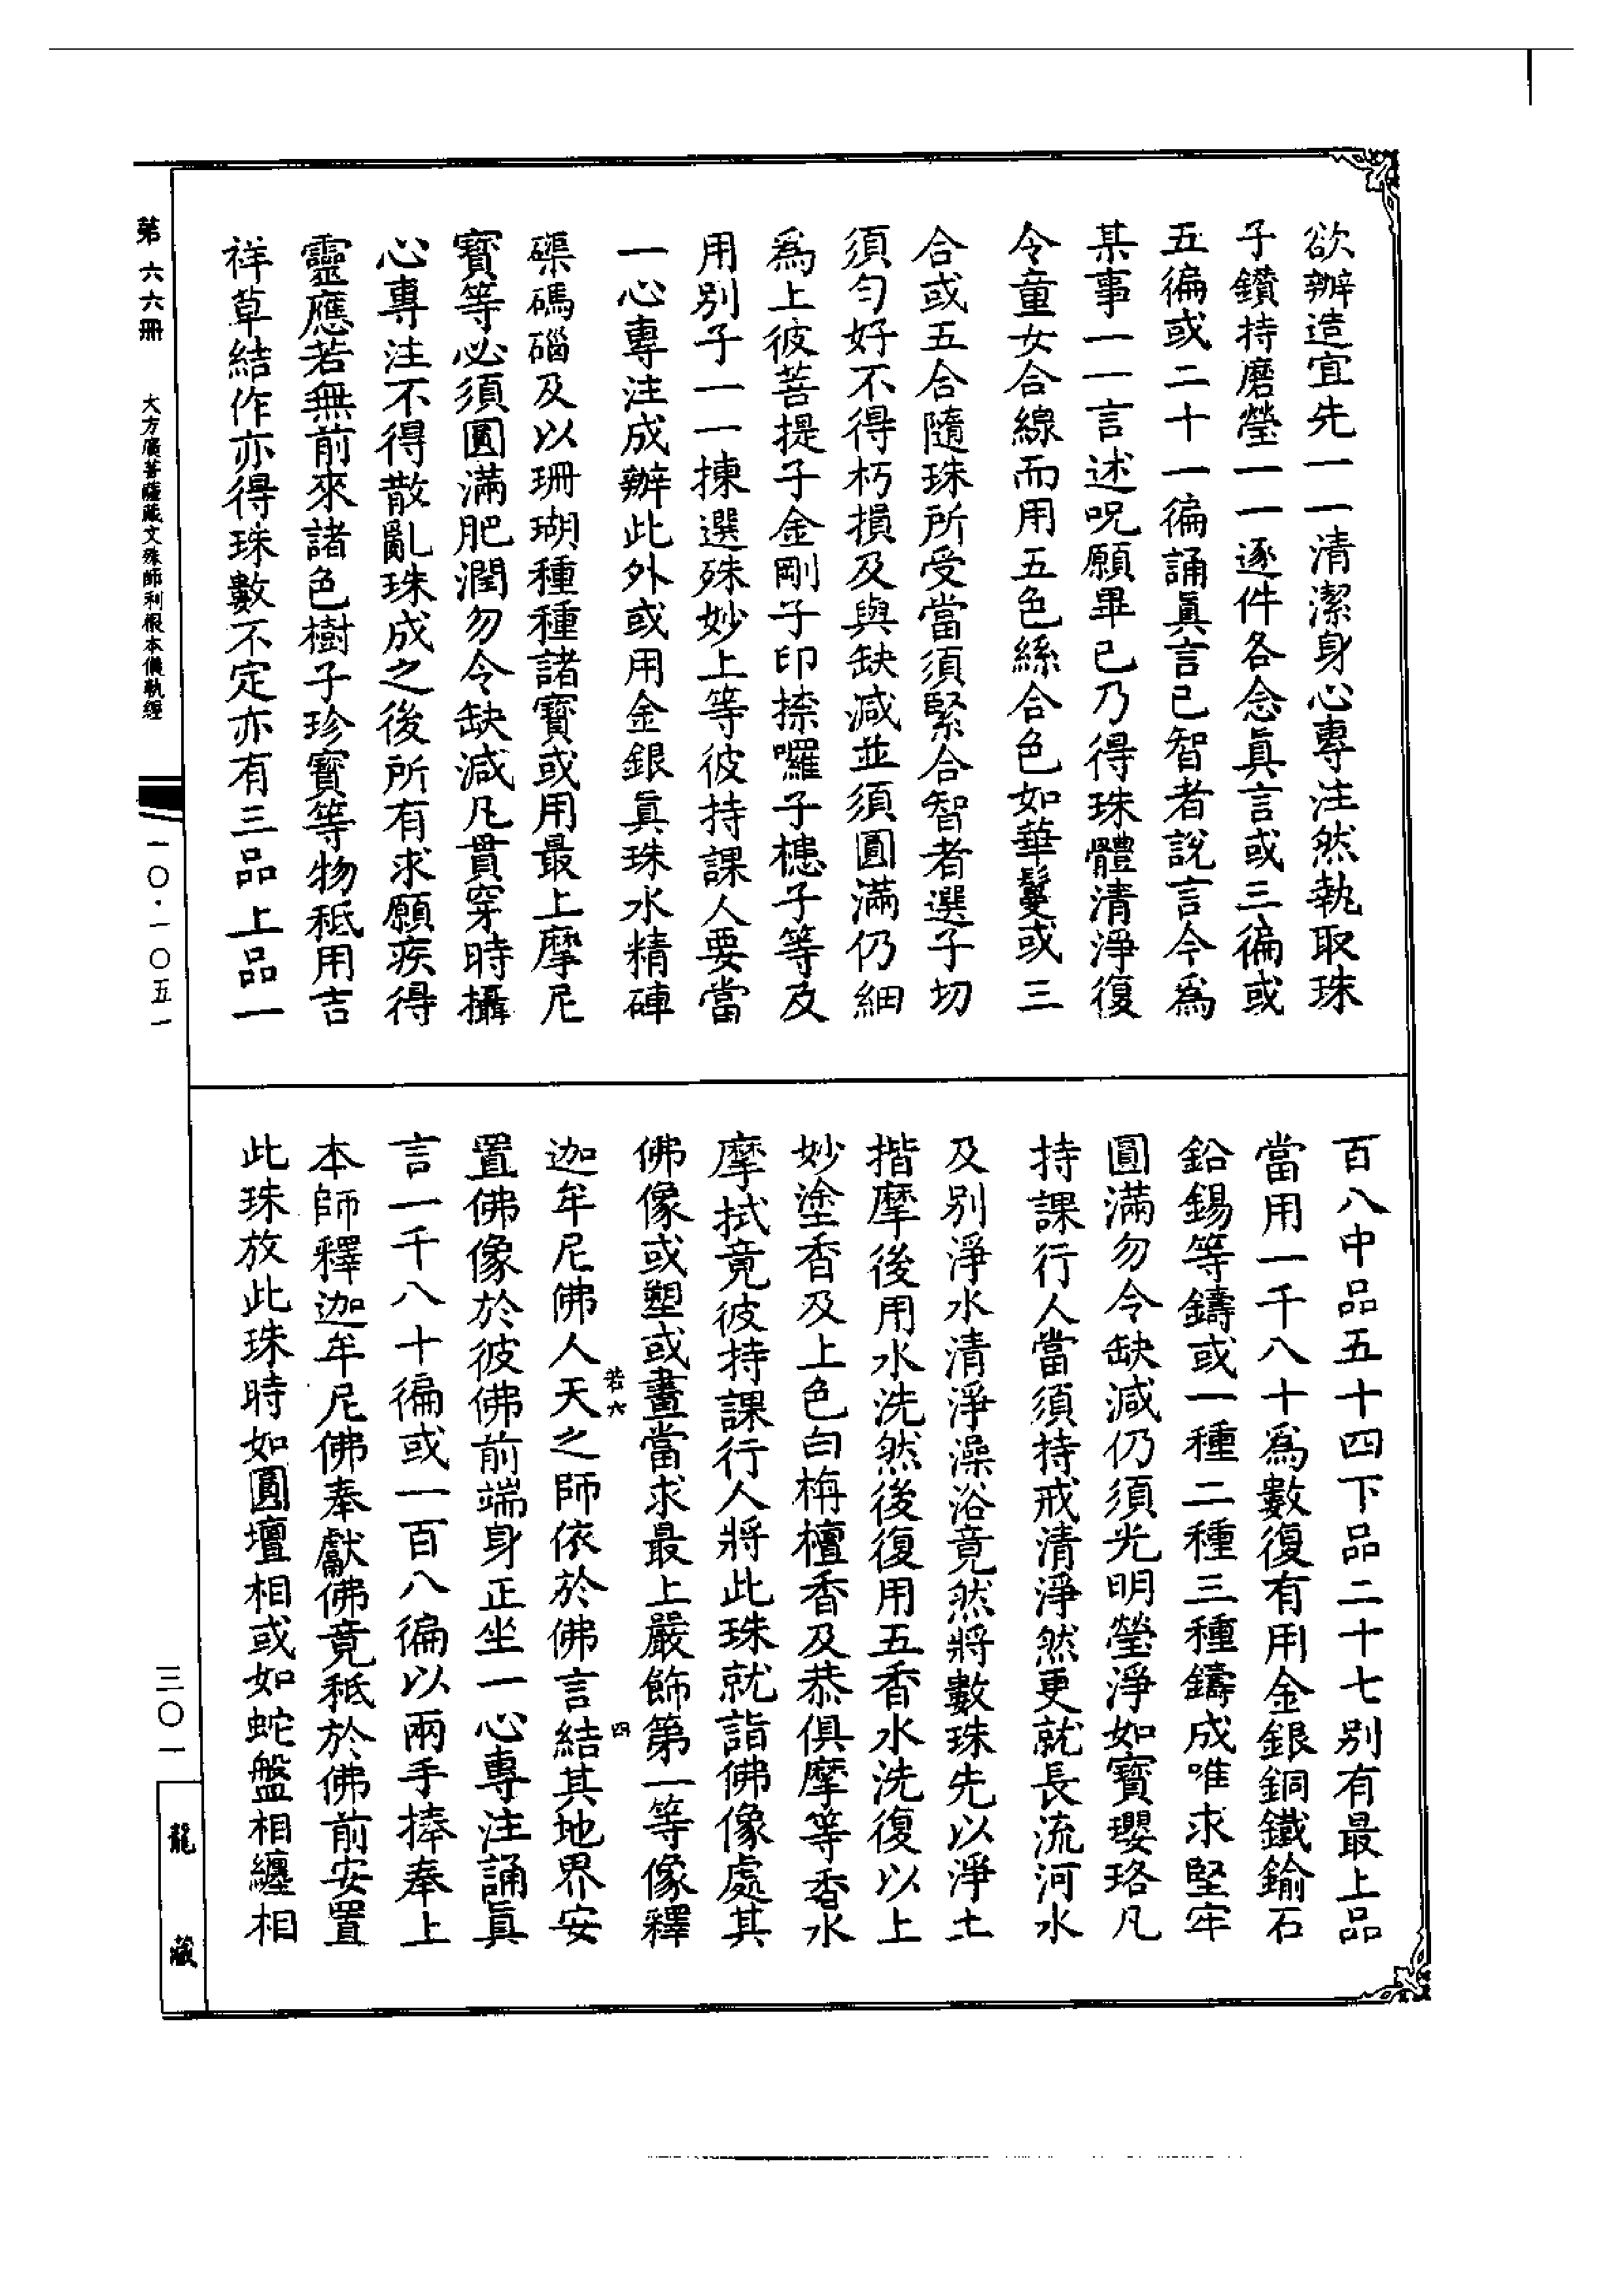 欲辦造宜先一一清潔身心專注然執取珠
子鑽持磨瑩一一逐件各念眞言或三徧或
五徧或二十一徧誦眞言已智者說言今爲
某事一一言述呪願畢已乃得珠體清淨復
令童女合線而用五色絲合色如華鬘或三
合或五合隨珠所受當須緊合智者選子切
須勻好不得朽損及與缺減並須圓滿仍細
爲上彼菩提子金剛子印捺囉子槵子等及
用別子一一揀選殊妙上等彼持課人要當
一心專注成辦此外或用金銀眞珠水精硨
磲碼碯及以珊瑚種種諸寶或用最上摩尼
寶等必須圓滿肥潤勿令缺減凡貫穿時攝
心專注不得散亂珠成之後所有求願疾得
靈應若無前來諸色樹子珍寶等物秖用吉
祥草結作亦得珠數不定亦有三品上品一
百八中品五十四下品二十七別有最上品
當用一千八十爲數復有用金銀銅鐵鍮石
鉛錫等鑄或一種二種三種鑄成唯求堅牢
圓滿勿令缺減仍須光明瑩淨如寶瓔珞凡
持課行人當須持戒清淨然更就長流河水
及別淨水清淨澡浴竟然將數珠先以淨土
揩摩後用水洗然後復用五香水洗復以上
妙塗香及上色白栴檀香及恭俱摩等香水
摩拭竟彼持課行人將此珠就詣佛像處其
佛像或塑或畫當求最上嚴飾第一等像釋
若六 四
迦牟尼佛人天之師依於佛言結其地界安
置佛像於彼佛前端身正坐一心專注誦眞
言一千八十徧或一百八徧以兩手捧奉上
本師釋迦牟尼佛奉獻佛竟秖於佛前安置
此珠放此珠時如圓壇相或如蛇盤相纏相
第六六冊 大方廣菩薩藏文殊師利根本儀軌經
一〇·一〇五一
三〇一
龍藏